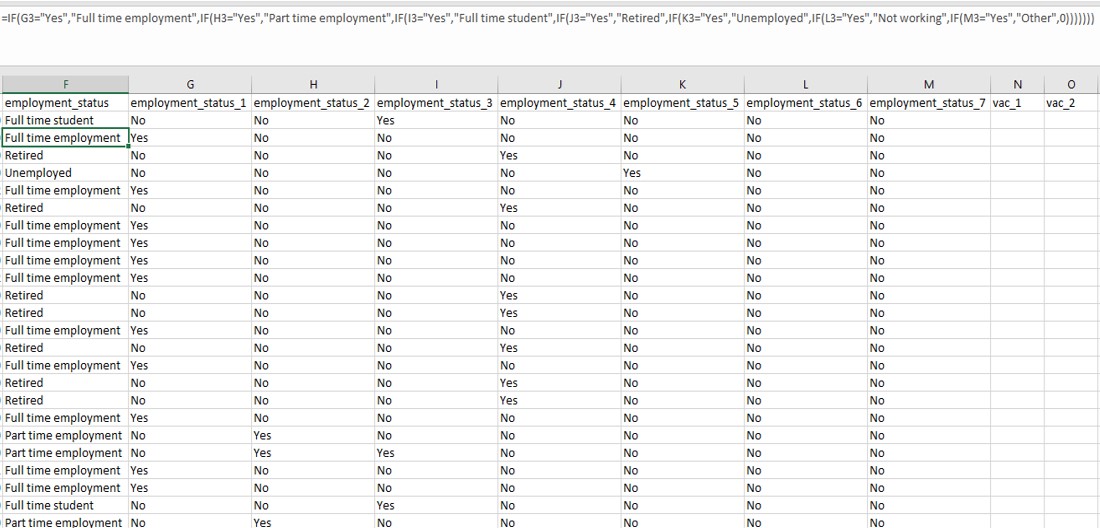 =IF(G3="Yes","Full time employment",IF(H3="Yes","Part time employment",IF(I3="Yes","Full time student",IF(J3="Yes","Retired",IF(K3="Yes","Unemployed",IF(L3="Yes","Not working",IF(M3="Yes","Other",0)))))))
F G H I J K L M N O
employment_status employment_status_1 employment_status_2 employment_status_3 employment_status_4 employment_status_5 employment_status_6 employment_status_7 vac_1 vac_2
Full time student No No Yes No No No No
Full time employment Yes No No No No No No
Retired No No No Yes No No No
Unemployed No No No No Yes No No
Full time employment Yes No No No No No No
Retired No No No Yes No No No
Full time employment Yes No No No No No No
Full time employment Yes No No No No No No
Full time employment Yes No No No No No No
Full time employment Yes No No No No No No
Retired No No No Yes No No No
Retired No No No Yes No No No
Full time employment Yes No No No No No No
Retired No No No Yes No No No
Full time employment Yes No No No No No No
Retired No No No Yes No No No
Retired No No No Yes No No No
Full time employment Yes No No No No No No
Part time employment No Yes No No No No No
Part time employment No Yes Yes No No No No
Full time employment Yes No No No No No No
Full time employment Yes No No No No No No
Full time student No No Yes No No No No
Part time employment No Yes No No No No No